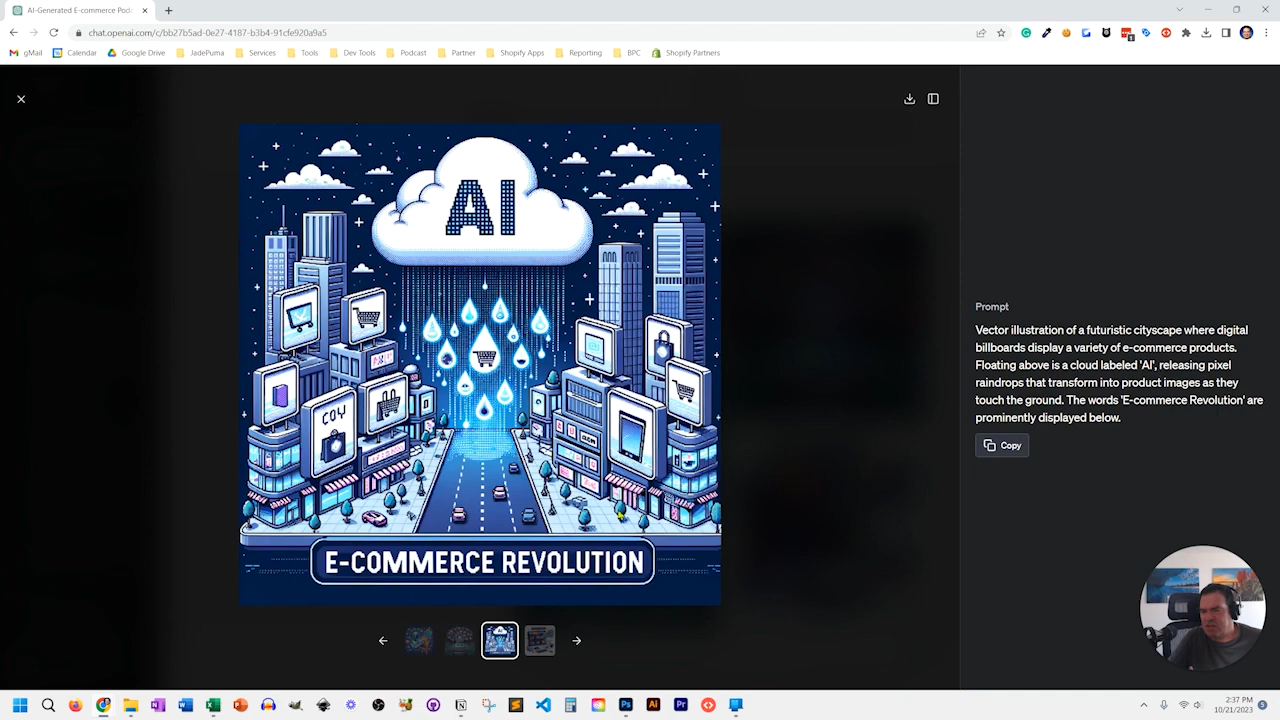 AI-Generated E-commerce Pod
chat.openai.com/c/bb27b5ad-0e27-4187-b3b4-91cfe920a9a5
gMail Calendar Google Drive JadePuma Services Tools Dev Tools Podcast Partner Shopify Apps Reporting BPC Shopify Partners
AI
COY
E-COMMERCE REVOLUTION
Prompt
Vector illustration of a futuristic cityscape where digital
billboards display a variety of e-commerce products.
Floating above is a cloud labeled 'AI', releasing pixel
raindrops that transform into product images as they
touch the ground. The words 'E-commerce Revolution' are
prominently displayed below.
Copy
2:37 PM
10/21/2023